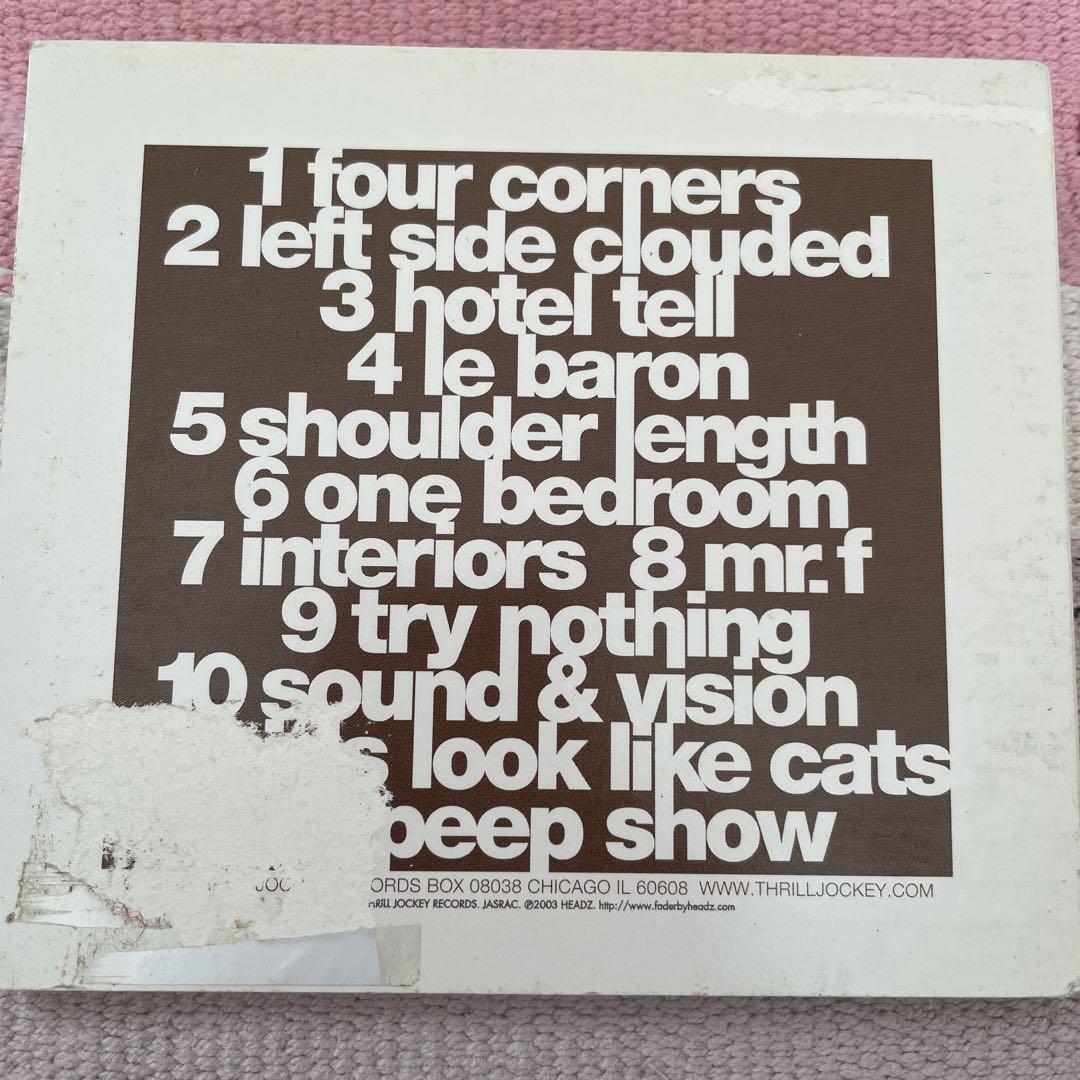 1 four corners
2 left side clouded
3 hotel tell
4 le baron
5 shoulder length
6 one bedroom
7 interiors 8 mr. f
9 try nothing
10 sound & vision
look like cats
peep show
BOX 08038 CHICAGO IL 60608 WWW.THRILLJOCKEY.COM
JOCKEY RECORDS. JASRAC. ℗2003 HEADZ. http://www.faderbyheadz.com